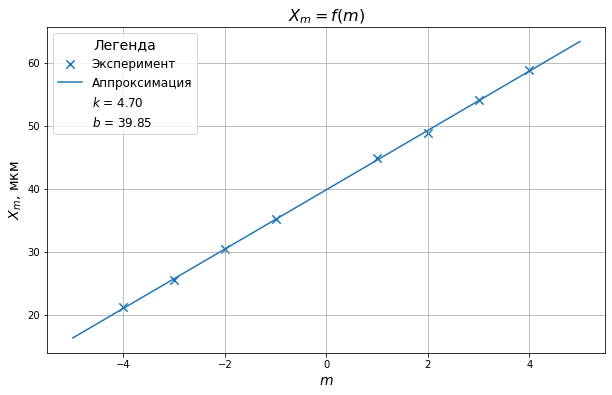 X_m = f(m)
Легенда
Эксперимент
Аппроксимация
k = 4.70
b = 39.85
X_m, мкм
60
50
40
30
20
−4
−2
0
2
4
m